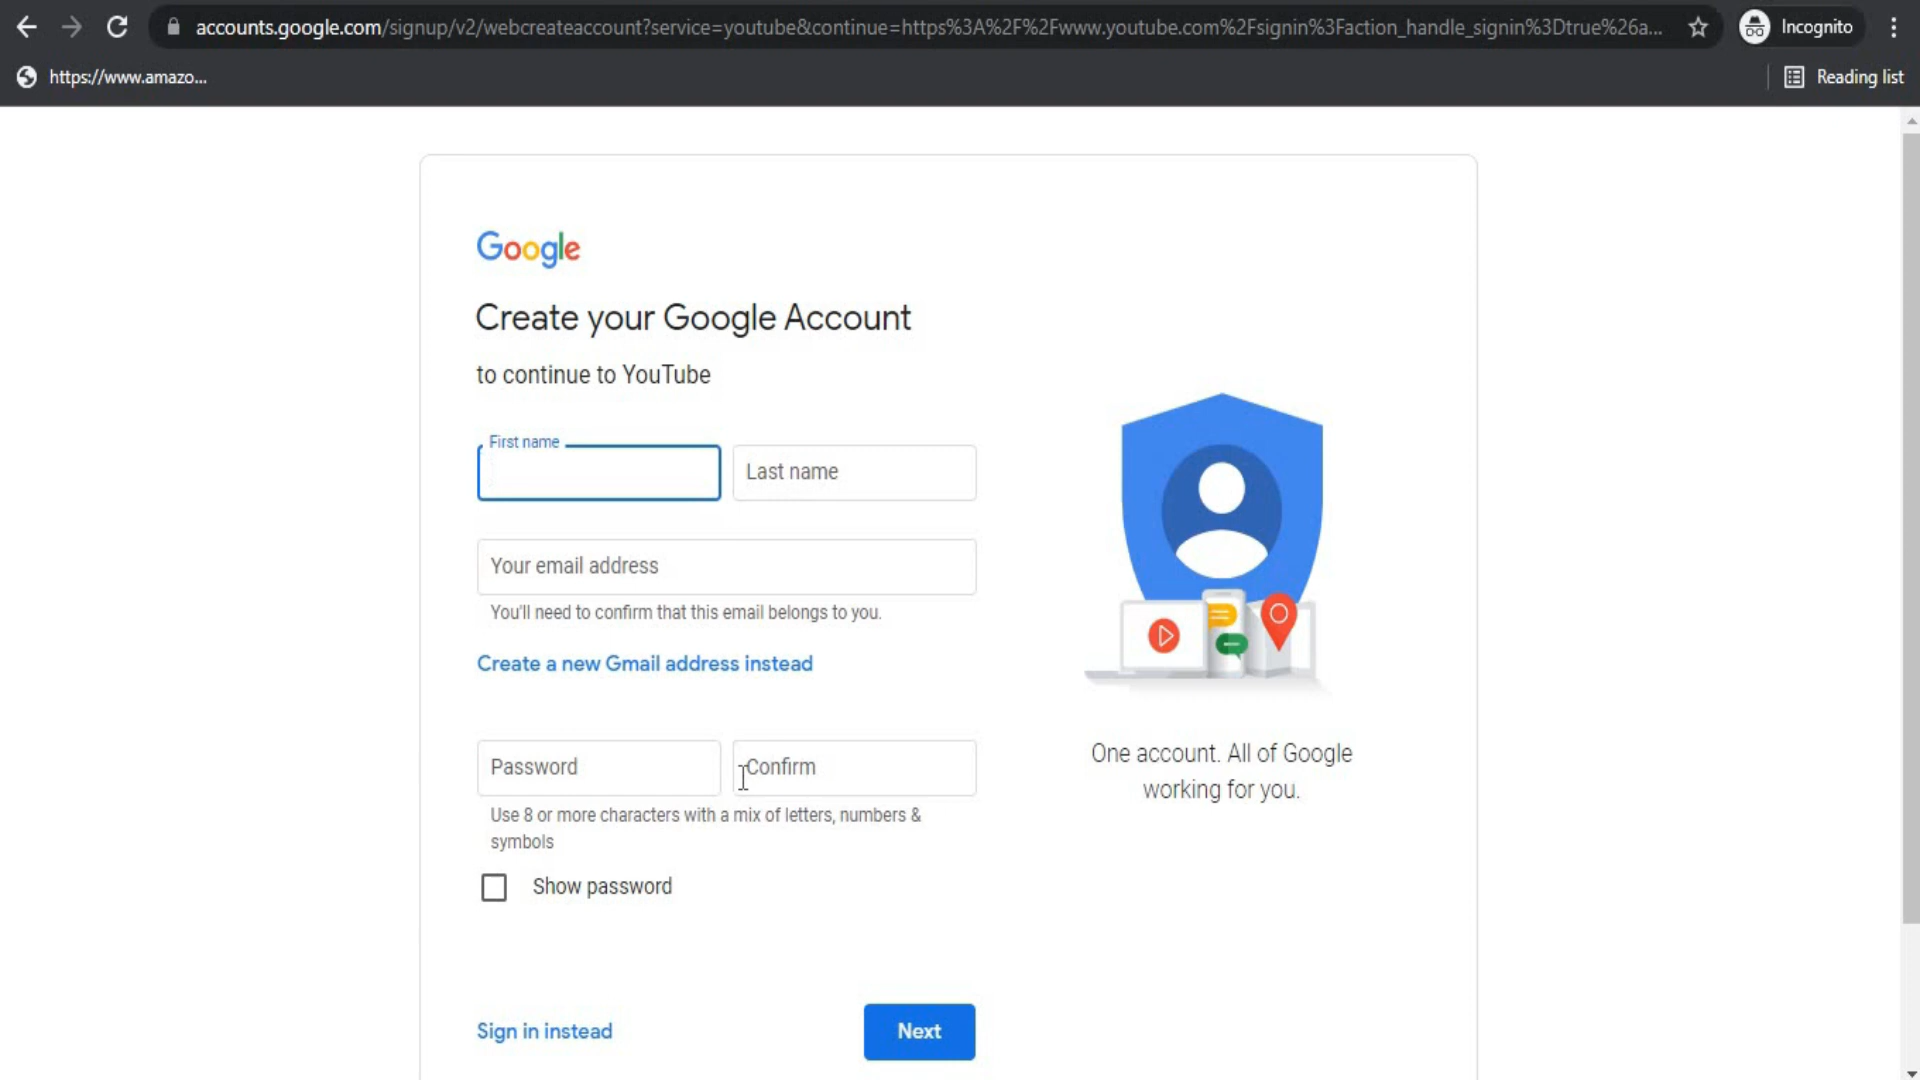 accounts.google.com/signup/v2/webcreateaccount?service=youtube&continue=https%3A%2F%2Fwww.youtube.com%2Fsignin%3Faction_handle_signin%3Dtrue%26a...
Incognito
https://www.amazo...
Reading list
Google
Create your Google Account
to continue to YouTube
First name
Last name
Your email address
You'll need to confirm that this email belongs to you.
Create a new Gmail address instead
Password
Confirm
Use 8 or more characters with a mix of letters, numbers &
symbols
Show password
One account. All of Google
working for you.
Sign in instead
Next